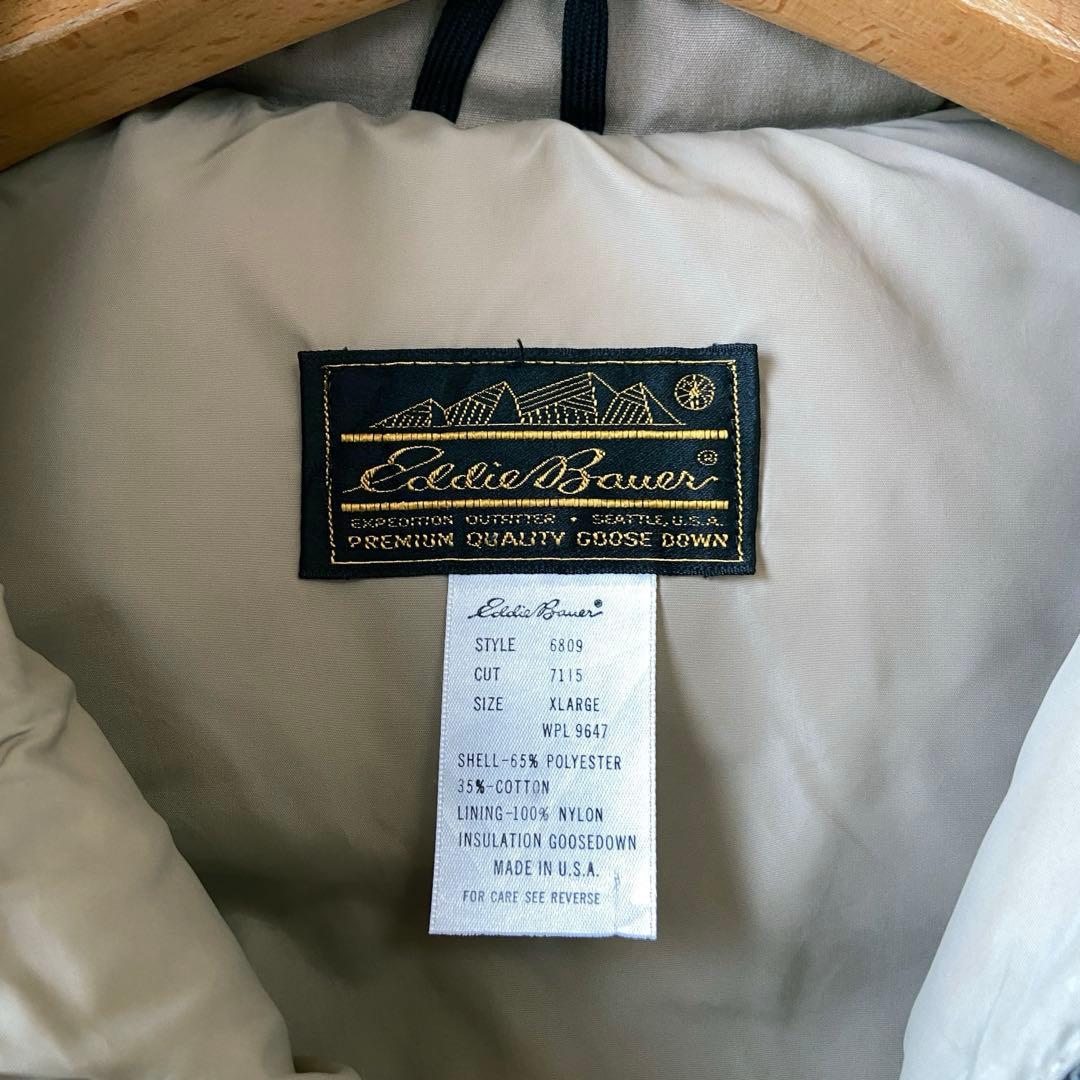 Eddie Bauer®
EXPEDITION OUTFITTER • SEATTLE, U.S.A.
PREMIUM QUALITY GOOSE DOWN
Eddie Bauer®
STYLE 6809
CUT 7115
SIZE XLARGE
WPL 9647
SHELL-65% POLYESTER
35%-COTTON
LINING-100% NYLON
INSULATION GOOSEDOWN
MADE IN U.S.A.
FOR CARE SEE REVERSE